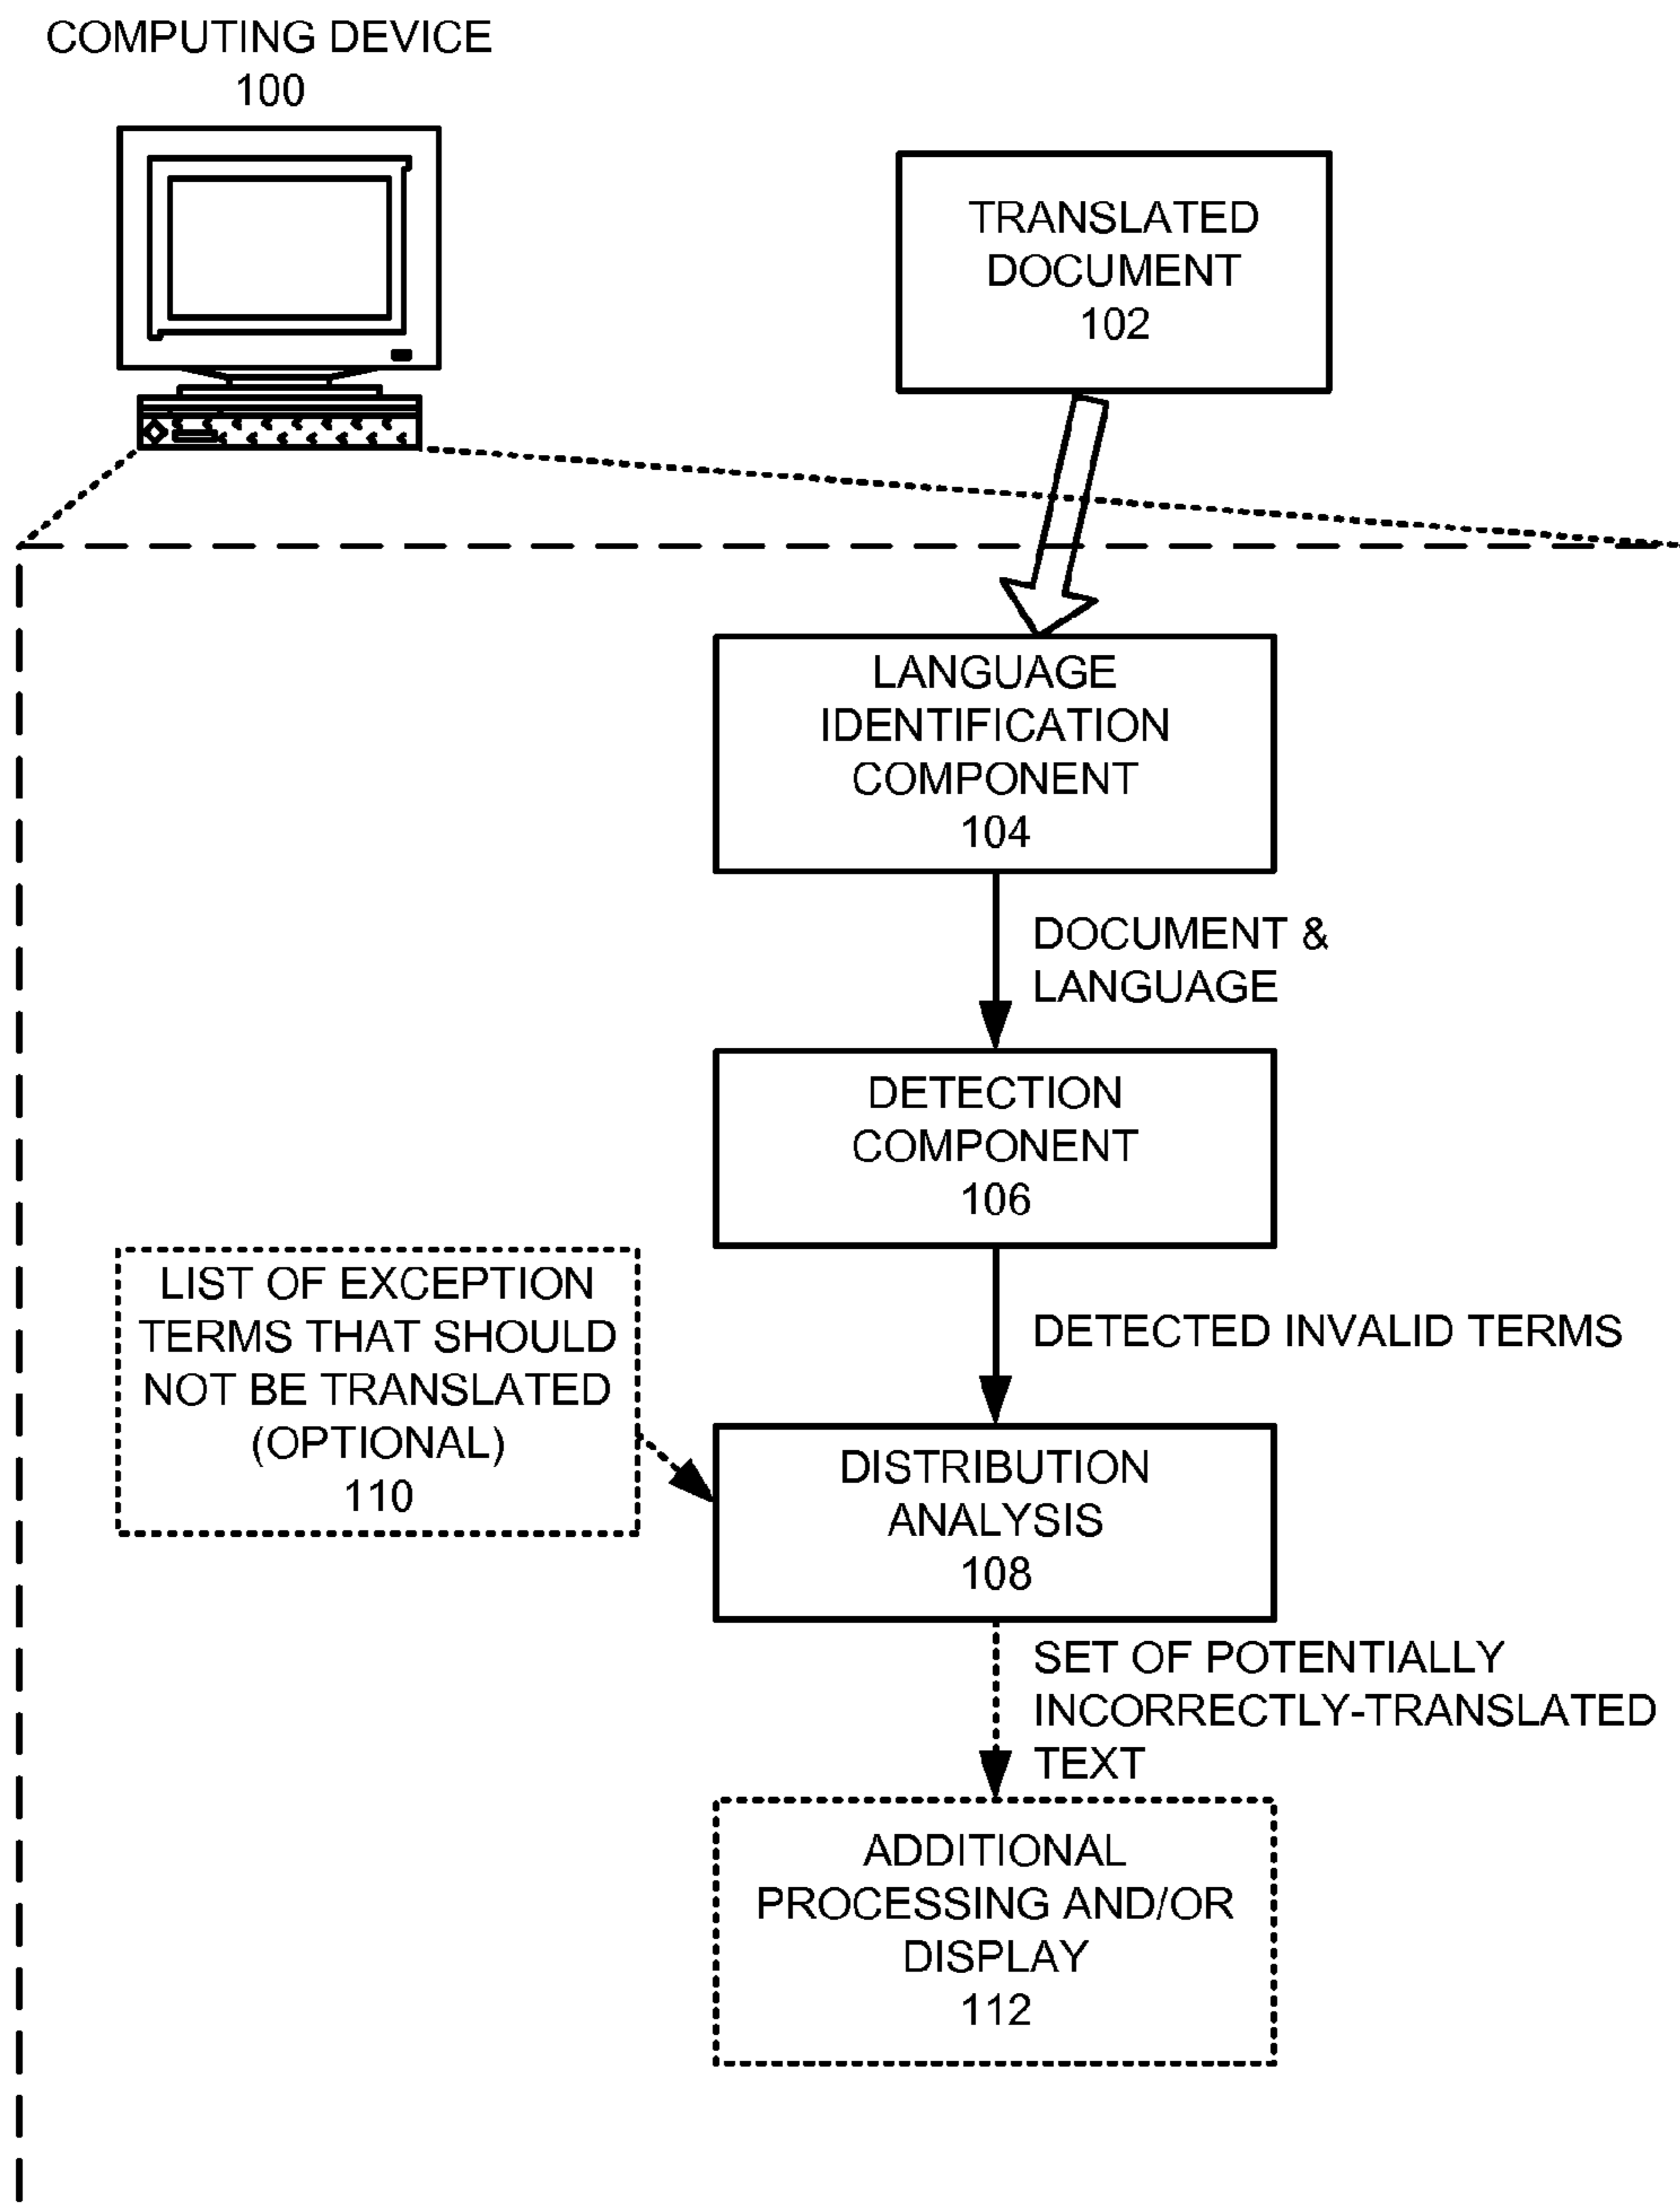 COMPUTING DEVICE
100
TRANSLATED
DOCUMENT
102
LANGUAGE
IDENTIFICATION
COMPONENT
104
DOCUMENT &
LANGUAGE
DETECTION
COMPONENT
106
LIST OF EXCEPTION
TERMS THAT SHOULD
NOT BE TRANSLATED
(OPTIONAL)
110
DETECTED INVALID TERMS
DISTRIBUTION
ANALYSIS
108
SET OF POTENTIALLY
INCORRECTLY-TRANSLATED
TEXT
ADDITIONAL
PROCESSING AND/OR
DISPLAY
112